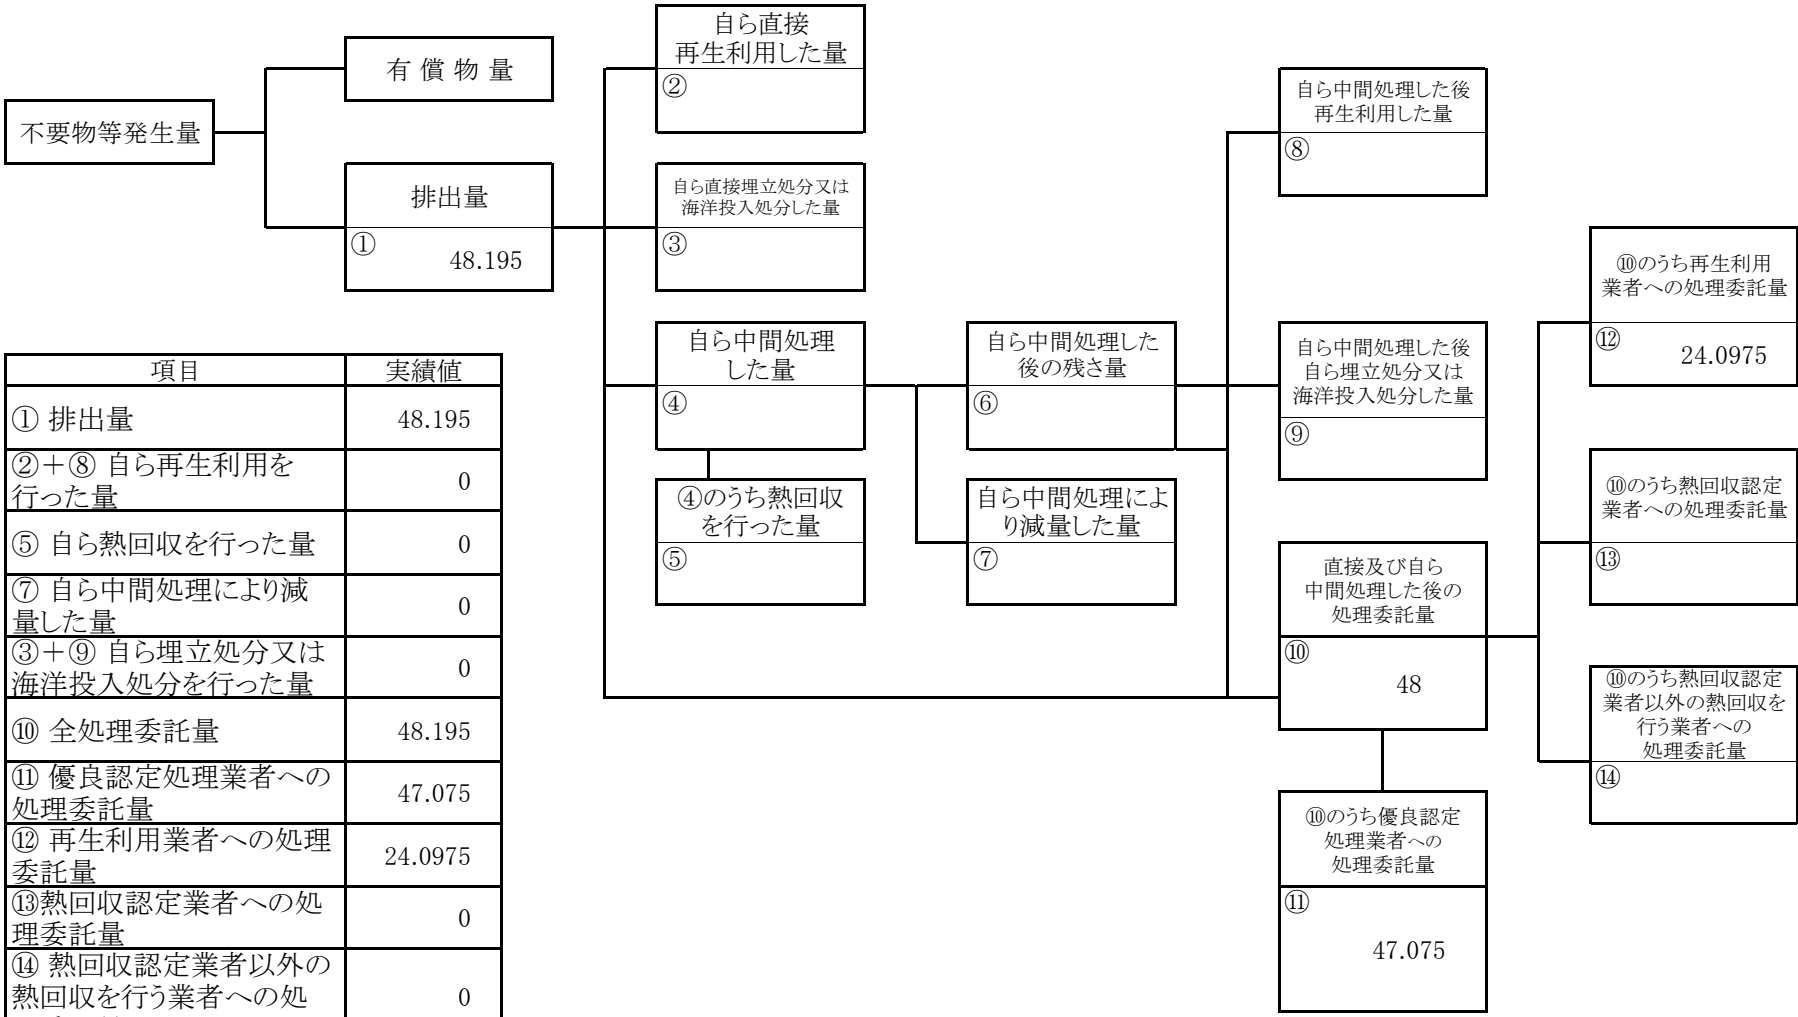 自ら直接
再生利用した量
②
有償物量
不要物等発生量
排出量
①
48.195
自ら直接埋立処分又は
海洋投入処分した量
③
自ら中間処理
した量
④
④のうち熱回収
を行った量
⑤
自ら中間処理した
後の残さ量
⑥
自ら中間処理によ
り減量した量
⑦
自ら中間処理した後
再生利用した量
⑧
自ら中間処理した後
自ら埋立処分又は
海洋投入処分した量
⑨
直接及び自ら
中間処理した後の
処理委託量
⑩
48
⑩のうち優良認定
処理業者への
処理委託量
⑪
47.075
⑩のうち再生利用
業者への処理委託量
⑫
24.0975
⑩のうち熱回収認定
業者への処理委託量
⑬
⑩のうち熱回収認定
業者以外の熱回収を
行う業者への
処理委託量
⑭
項目 実績値
① 排出量 48.195
②＋⑧ 自ら再生利用を
行った量 0
⑤ 自ら熱回収を行った量 0
⑦ 自ら中間処理により減
量した量 0
③＋⑨ 自ら埋立処分又は
海洋投入処分を行った量 0
⑩ 全処理委託量 48.195
⑪ 優良認定処理業者への
処理委託量 47.075
⑫ 再生利用業者への処理
委託量 24.0975
⑬熱回収認定業者への処
理委託量 0
⑭ 熱回収認定業者以外の
熱回収を行う業者への処 0